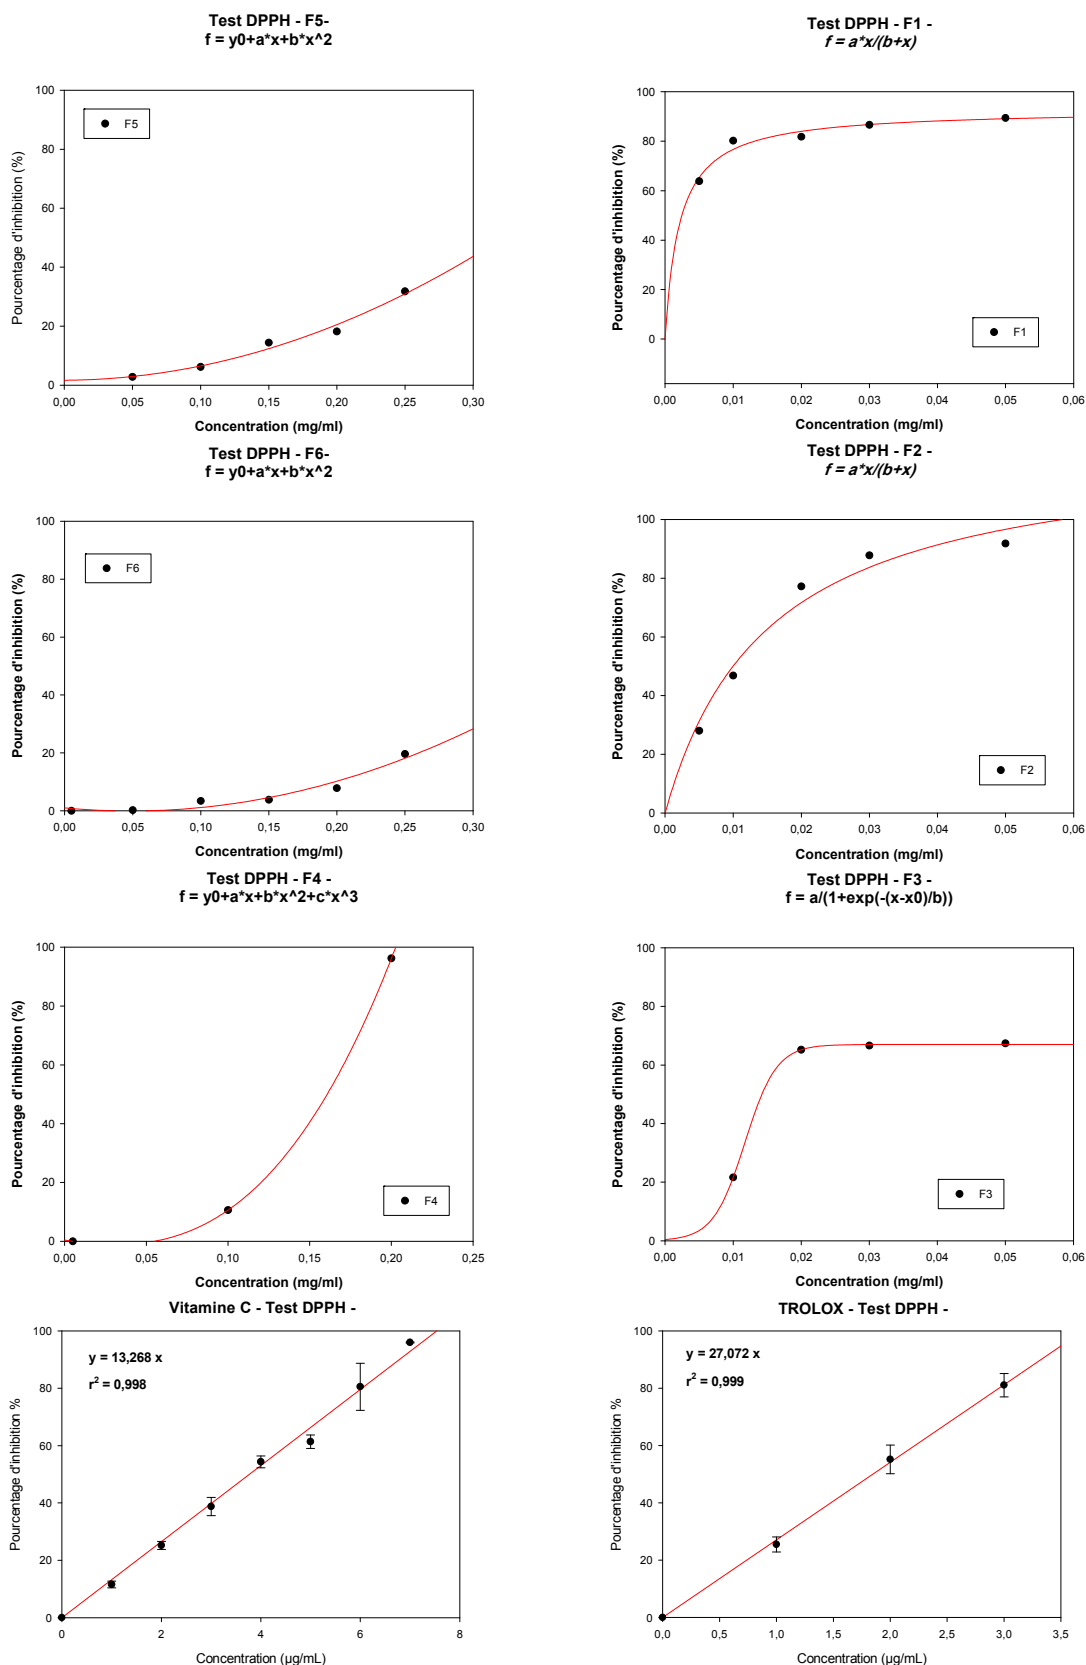 Test DPPH - F5-
f = y0+a*x+b*x^2
Pourcentage d'inhibition (%)
100
80
60
40
20
0
F5
0,00 0,05 0,10 0,15 0,20 0,25 0,30
Concentration (mg/ml)
Test DPPH - F1 -
f = a*x/(b+x)
Pourcentage d'inhibition (%)
100
80
60
40
20
0
F1
0,00 0,01 0,02 0,03 0,04 0,05 0,06
Concentration (mg/ml)
Test DPPH - F6-
f = y0+a*x+b*x^2
Pourcentage d'inhibition (%)
100
80
60
40
20
0
F6
0,00 0,05 0,10 0,15 0,20 0,25 0,30
Concentration (mg/ml)
Test DPPH - F2 -
f = a*x/(b+x)
Pourcentage d'inhibition (%)
100
80
60
40
20
0
F2
0,00 0,01 0,02 0,03 0,04 0,05 0,06
Concentration (mg/ml)
Test DPPH - F4 -
f = y0+a*x+b*x^2+c*x^3
Pourcentage d'inhibition (%)
100
80
60
40
20
0
F4
0,00 0,05 0,10 0,15 0,20 0,25
Concentration (mg/ml)
Test DPPH - F3 -
f = a/(1+exp(-(x-x0)/b))
Pourcentage d'inhibition (%)
100
80
60
40
20
0
F3
0,00 0,01 0,02 0,03 0,04 0,05 0,06
Concentration (mg/ml)
Vitamine C - Test DPPH -
Pourcentage d'inhibition %
100
80
60
40
20
0
y = 13,268 x
r² = 0,998
0 2 4 6 8
Concentration (µg/mL)
TROLOX - Test DPPH -
Pourcentage d'inhibition %
100
80
60
40
20
0
y = 27,072 x
r² = 0,999
0,0 0,5 1,0 1,5 2,0 2,5 3,0 3,5
Concentration (µg/mL)